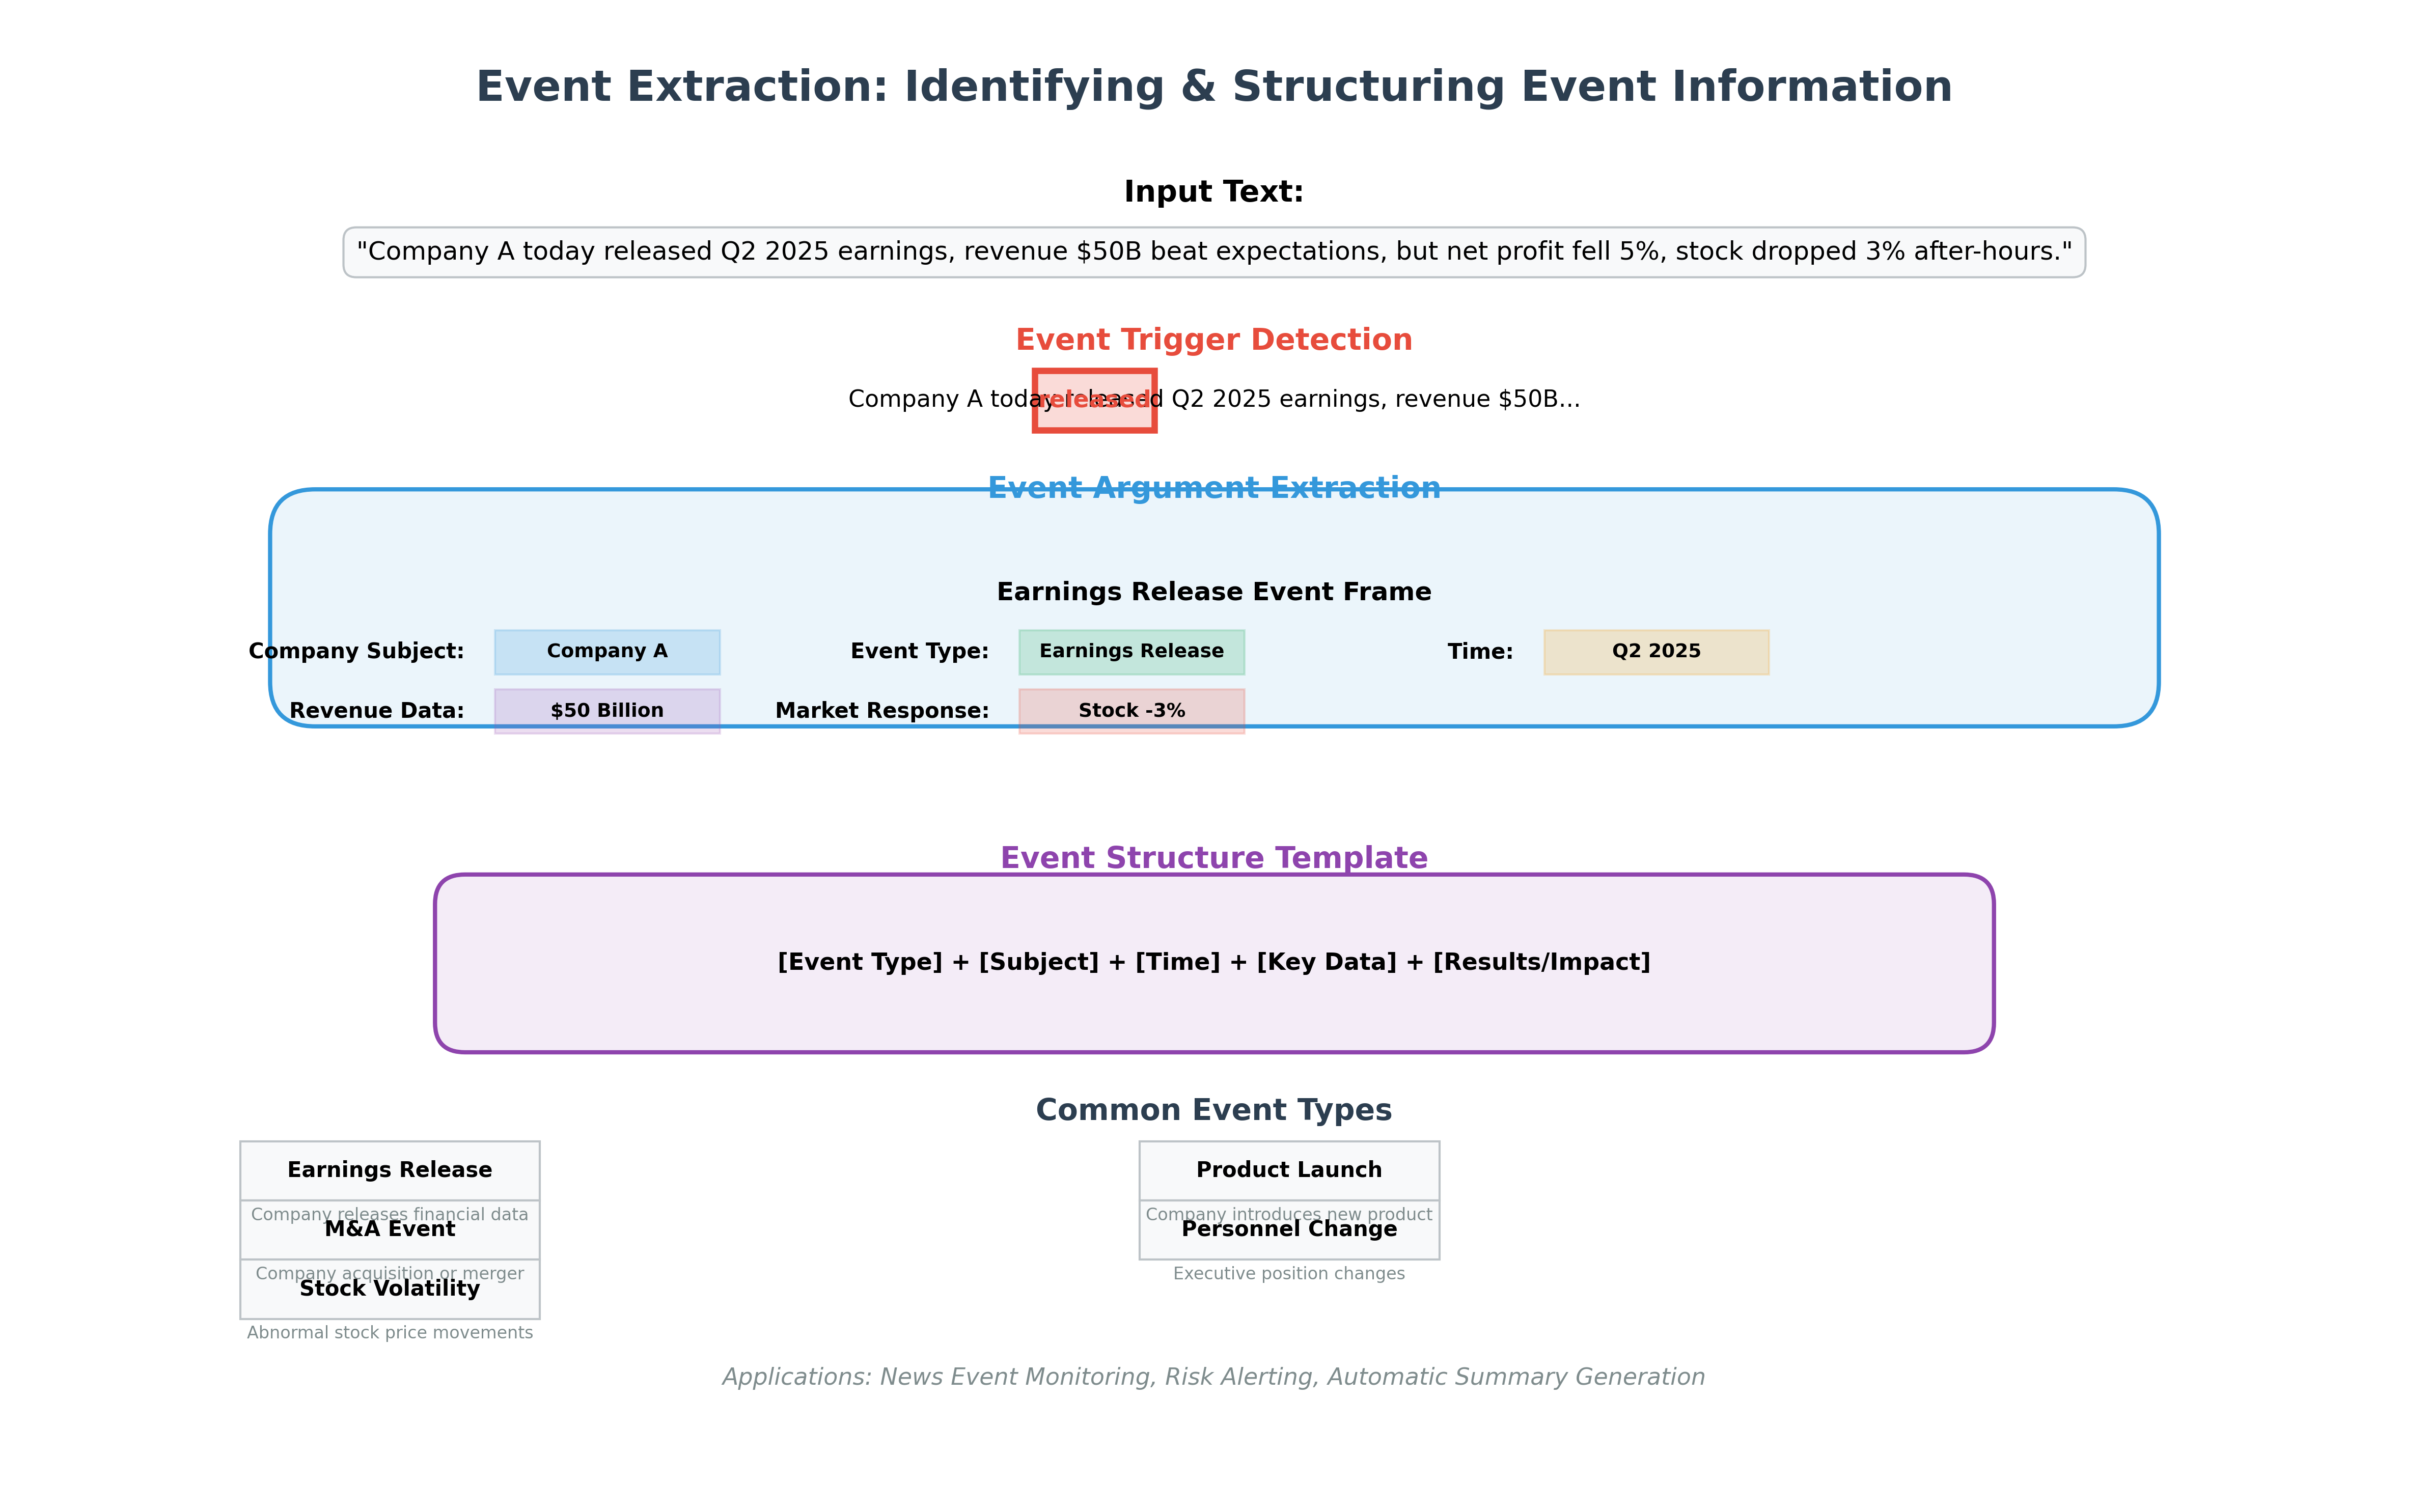 Event Extraction: Identifying & Structuring Event Information
Input Text:
"Company A today released Q2 2025 earnings, revenue $50B beat expectations, but net profit fell 5%, stock dropped 3% after-hours."
Event Trigger Detection
Company A today released Q2 2025 earnings, revenue $50B...
released
Event Argument Extraction
Earnings Release Event Frame
Company Subject: Company A Event Type: Earnings Release Time: Q2 2025
Revenue Data: $50 Billion Market Response: Stock -3%
Event Structure Template
[Event Type] + [Subject] + [Time] + [Key Data] + [Results/Impact]
Common Event Types
Earnings Release
Company releases financial data
M&A Event
Company acquisition or merger
Stock Volatility
Abnormal stock price movements
Product Launch
Company introduces new product
Personnel Change
Executive position changes
Applications: News Event Monitoring, Risk Alerting, Automatic Summary Generation